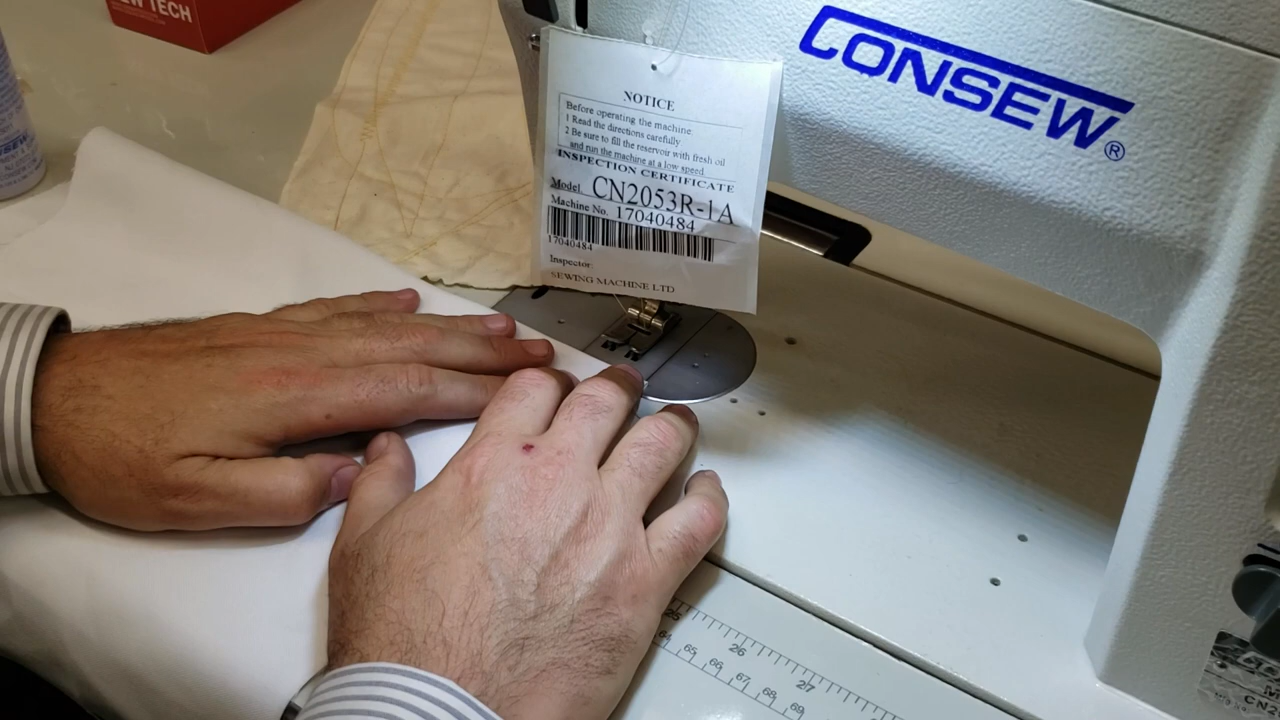 W TECH
CONSEW®
NOTICE
Before operating the machine:
1 Read the directions carefully
2 Be sure to fill the reservoir with fresh oil
and run the machine at a low speed
INSPECTION CERTIFICATE
Model. CN2053R-1A
Machine No. 17040484
17040484
Inspector:
SEWING MACHINE LTD
25 26 27
64 65 66 67 68 69
CN2